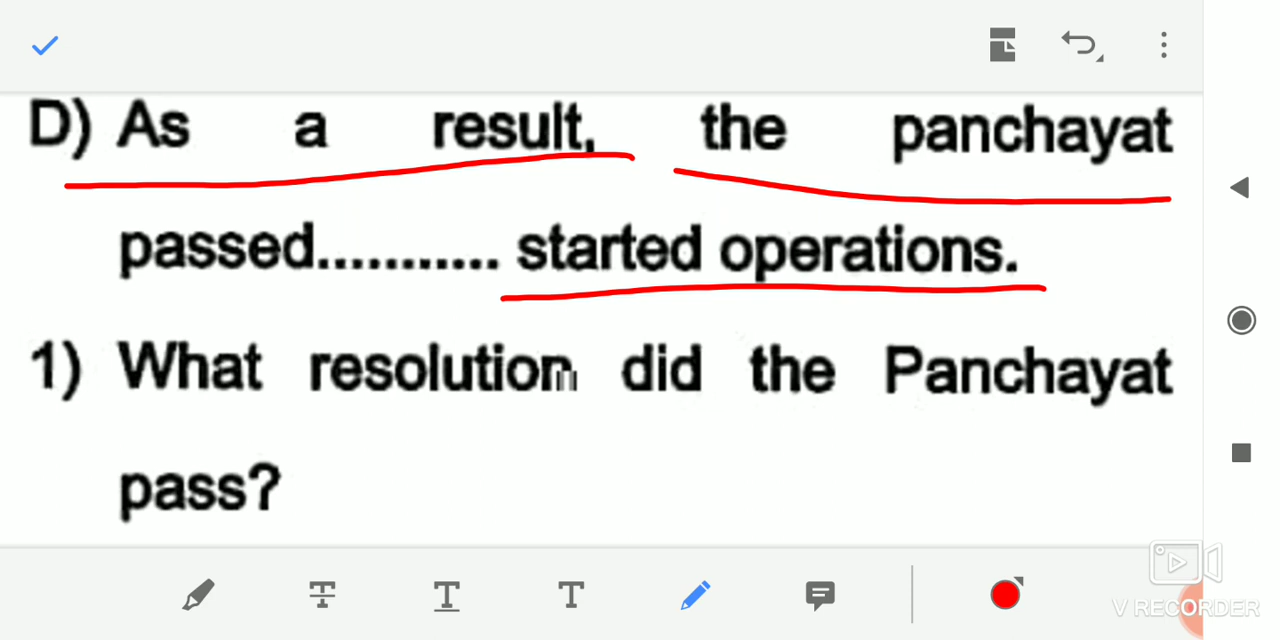 D) As a result, the panchayat
passed........... started operations.
1) What resolution did the Panchayat
pass?
V RECORDER